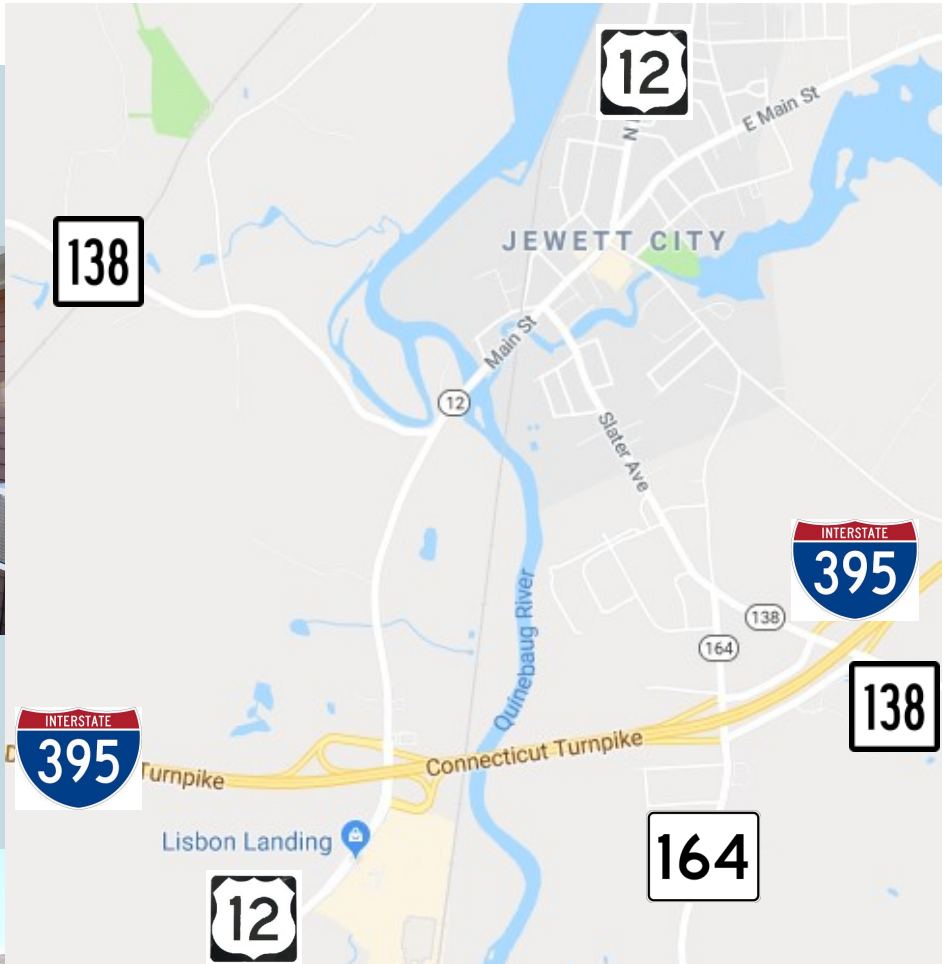 12
N
E Main St
JEWETT CITY
138
Main St
12
Slater Ave
INTERSTATE
395
Quinebaug River
138
164
138
INTERSTATE
395
Turnpike
Connecticut Turnpike
Lisbon Landing
164
12